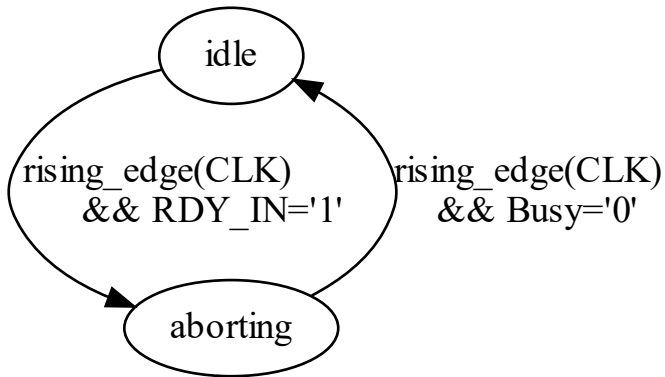 idle
rising_edge(CLK)
&& RDY_IN='1'
rising_edge(CLK)
&& Busy='0'
aborting